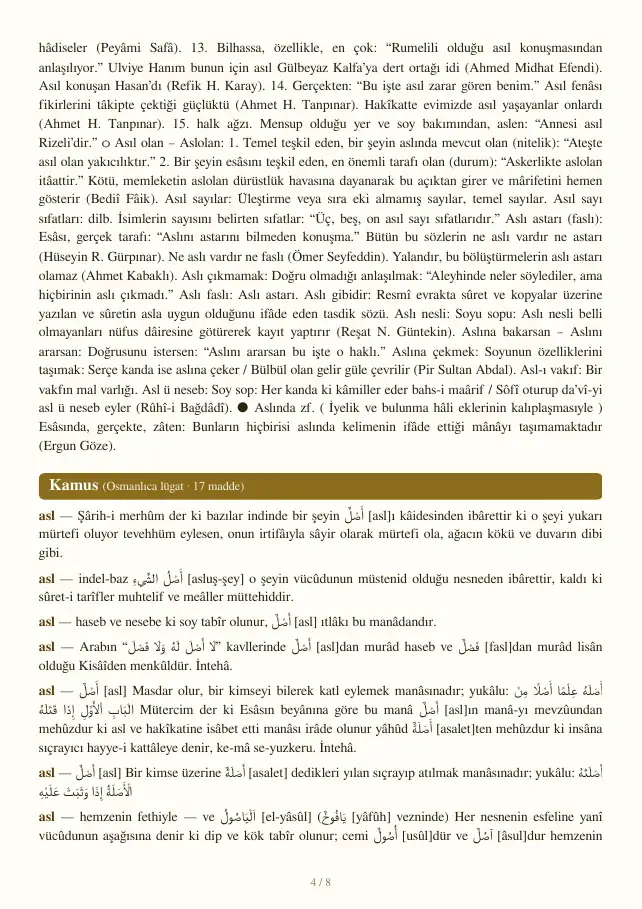 hâdiseler (Peyâmi Safâ). 13. Bilhassa, özellikle, en çok: “Rumelili olduğu asıl konuşmasından
anlaşılıyor.” Ulviye Hanım bunun için asıl Gülbeyaz Kalfa’ya dert ortağı idi (Ahmed Midhat Efendi).
Asıl konuşan Hasan’dı (Refik H. Karay). 14. Gerçekten: “Bu işte asıl zarar gören benim.” Asıl fenâsı
fikirlerini tâkipte çektiği güçlüktü (Ahmet H. Tanpınar). Hakîkatte evimizde asıl yaşayanlar onlardı
(Ahmet H. Tanpınar). 15. halk ağzı. Mensup olduğu yer ve soy bakımından, aslen: “Annesi asıl
Rizeli’dir.” ѻ Asıl olan – Aslolan: 1. Temel teşkil eden, bir şeyin aslında mevcut olan (nitelik): “Ateşte
asıl olan yakıcılıktır.” 2. Bir şeyin esâsını teşkil eden, en önemli tarafı olan (durum): “Askerlikte aslolan
itâattir.” Kötü, memleketin aslolan dürüstlük havasına dayanarak bu açıktan girer ve mârifetini hemen
gösterir (Bediî Fâik). Asıl sayılar: Üleştirme veya sıra eki almamış sayılar, temel sayılar. Asıl sayı
sıfatları: dilb. İsimlerin sayısını belirten sıfatlar: “Üç, beş, on asıl sayı sıfatlarıdır.” Aslı astarı (faslı):
Esâsı, gerçek tarafı: “Aslını astarını bilmeden konuşma.” Bütün bu sözlerin ne aslı vardır ne astarı
(Hüseyin R. Gürpınar). Ne aslı vardır ne faslı (Ömer Seyfeddin). Yalandır, bu bölüştürmelerin aslı astarı
olamaz (Ahmet Kabaklı). Aslı çıkmamak: Doğru olmadığı anlaşılmak: “Aleyhinde neler söylediler, ama
hiçbirinin aslı çıkmadı.” Aslı faslı: Aslı astarı. Aslı gibidir: Resmî evrakta sûret ve kopyalar üzerine
yazılan ve sûretin asla uygun olduğunu ifâde eden tasdik sözü. Aslı nesli: Soyu sopu: Aslı nesli belli
olmayanları nüfus dâiresine götürerek kayıt yaptırır (Reşat N. Güntekin). Aslına bakarsan – Aslını
ararsan: Doğrusunu istersen: “Aslını ararsan bu işte o haklı.” Aslına çekmek: Soyunun özelliklerini
taşımak: Serçe kanda ise aslına çeker / Bülbül olan gelir güle çevrilir (Pir Sultan Abdal). Asl-ı vakıf: Bir
vakfın mal varlığı. Asl ü neseb: Soy sop: Her kanda ki kâmiller eder bahs-i maârif / Sôfî oturup da’vî-yi
asl ü neseb eyler (Rûhî-i Bağdâdî). ● Aslında zf. ( İyelik ve bulunma hâli eklerinin kalıplaşmasıyle )
Esâsında, gerçekte, zâten: Bunların hiçbirisi aslında kelimenin ifâde ettiği mânâyı taşımamaktadır
(Ergun Göze).
Kamus (Osmanlıca lügat · 17 madde)
asl — Şârih-i merhûm der ki bazılar indinde bir şeyin أَصْلٌ [asl]ı kâidesinden ibârettir ki o şeyi yukarı
mürtefi oluyor tevehhüm eylesen, onun irtifâıyla sâyir olarak mürtefi ola, ağacın kökü ve duvarın dibi
gibi.
asl — indel-baz أَصْلُ الشَّيءِ [asluş-şey] o şeyin vücûdunun müstenid olduğu nesneden ibârettir, kaldı ki
sûret-i tarîfler muhtelif ve meâller müttehiddir.
asl — haseb ve nesebe ki soy tabîr olunur, أَصْلٌ [asl] ıtlâkı bu manâdandır.
asl — Arabın “لَا أَصْلَ لَهُ وَلَا فَصْلَ” kavllerinde أَصْلٌ [asl]dan murâd haseb ve فَصْلٌ [fasl]dan murâd lisân
olduğu Kisâîden menkûldür. İntehâ.
asl — أَصْلٌ [asl] Masdar olur, bir kimseyi bilerek katl eylemek manâsınadır; yukâlu: أَصَلَهُ عِلْمًا أَصْلًا مِنْ
الْبَابِ الْأَوَّلِ إِذَا قَتَلَهُ Mütercim der ki Esâsın beyânına göre bu manâ أَصْلٌ [asl]ın manâ-yı mevzûundan
mehûzdur ki asl ve hakîkatine isâbet etti manâsı irâde olunur yâhûd أَصَلَةٌ [asalet]ten mehûzdur ki insâna
sıçrayıcı hayye-i kattâleye denir, ke-mâ se-yuzkeru. İntehâ.
asl — أَصْلٌ [asl] Bir kimse üzerine أَصَلَةٌ [asalet] dedikleri yılan sıçrayıp atılmak manâsınadır; yukâlu: أَصَلَتْهُ
الْأَصَلَةُ إِذَا وَثَبَتْ عَلَيْهِ
asl — hemzenin fethiyle — ve اَلْيَاصُولُ [el-yâsûl] (يَافُوخٌ [yâfûh] vezninde) Her nesnenin esfeline yanî
vücûdunun aşağısına denir ki dip ve kök tabîr olunur; cemi أُصُولٌ [usûl]dür ve آصُلٌ [âsul]dur hemzenin
4 / 8